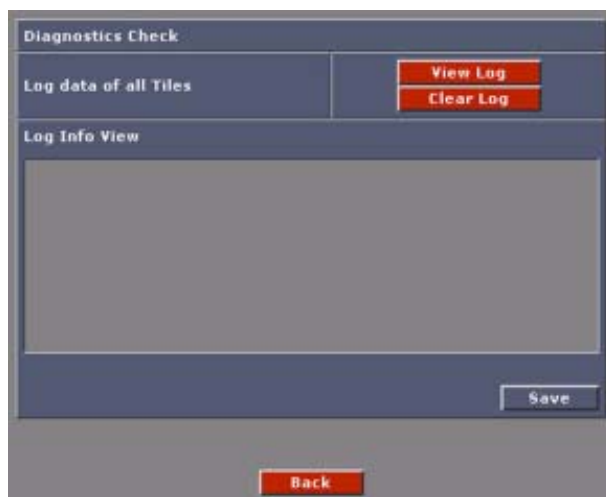 Diagnostics Check
Log data of all Tiles
View Log
Clear Log
Log Info View
Save
Back